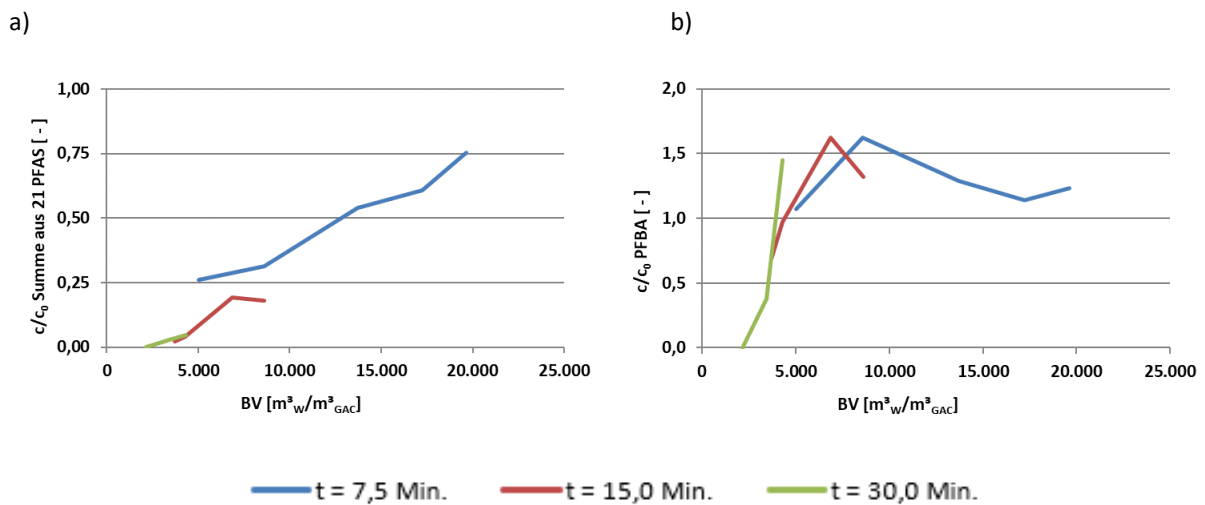 a)
b)
1,00
0,75
0,50
0,25
0,00
c/c₀ Summe aus 21 PFAS [ - ]
0 5.000 10.000 15.000 20.000 25.000
BV [m³W/m³GAC]
2,0
1,5
1,0
0,5
0,0
c/c₀ PFBA [ - ]
0 5.000 10.000 15.000 20.000 25.000
BV [m³W/m³GAC]
t = 7,5 Min. t = 15,0 Min. t = 30,0 Min.